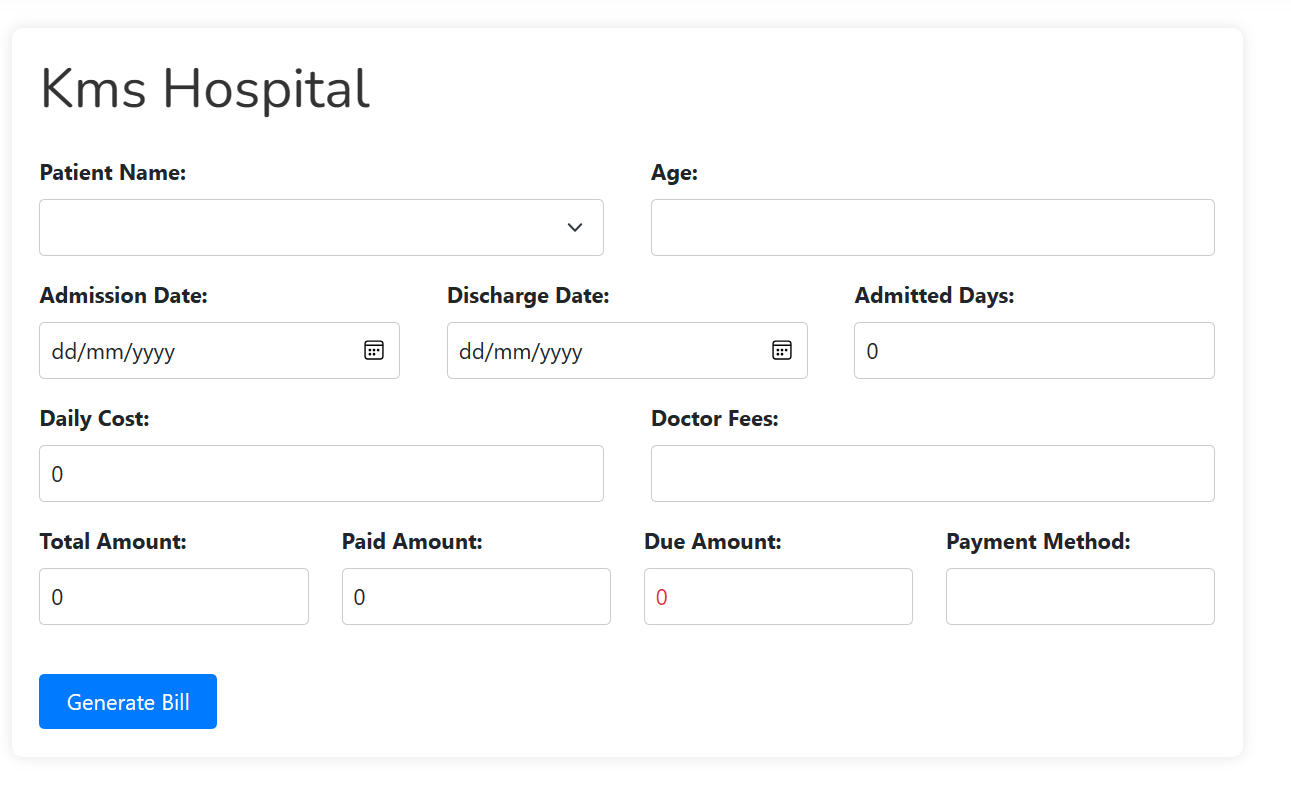 Kms Hospital
Patient Name: Age:
Admission Date: Discharge Date: Admitted Days:
dd/mm/yyyy dd/mm/yyyy 0
Daily Cost: Doctor Fees:
0
Total Amount: Paid Amount: Due Amount: Payment Method:
0 0 0
Generate Bill